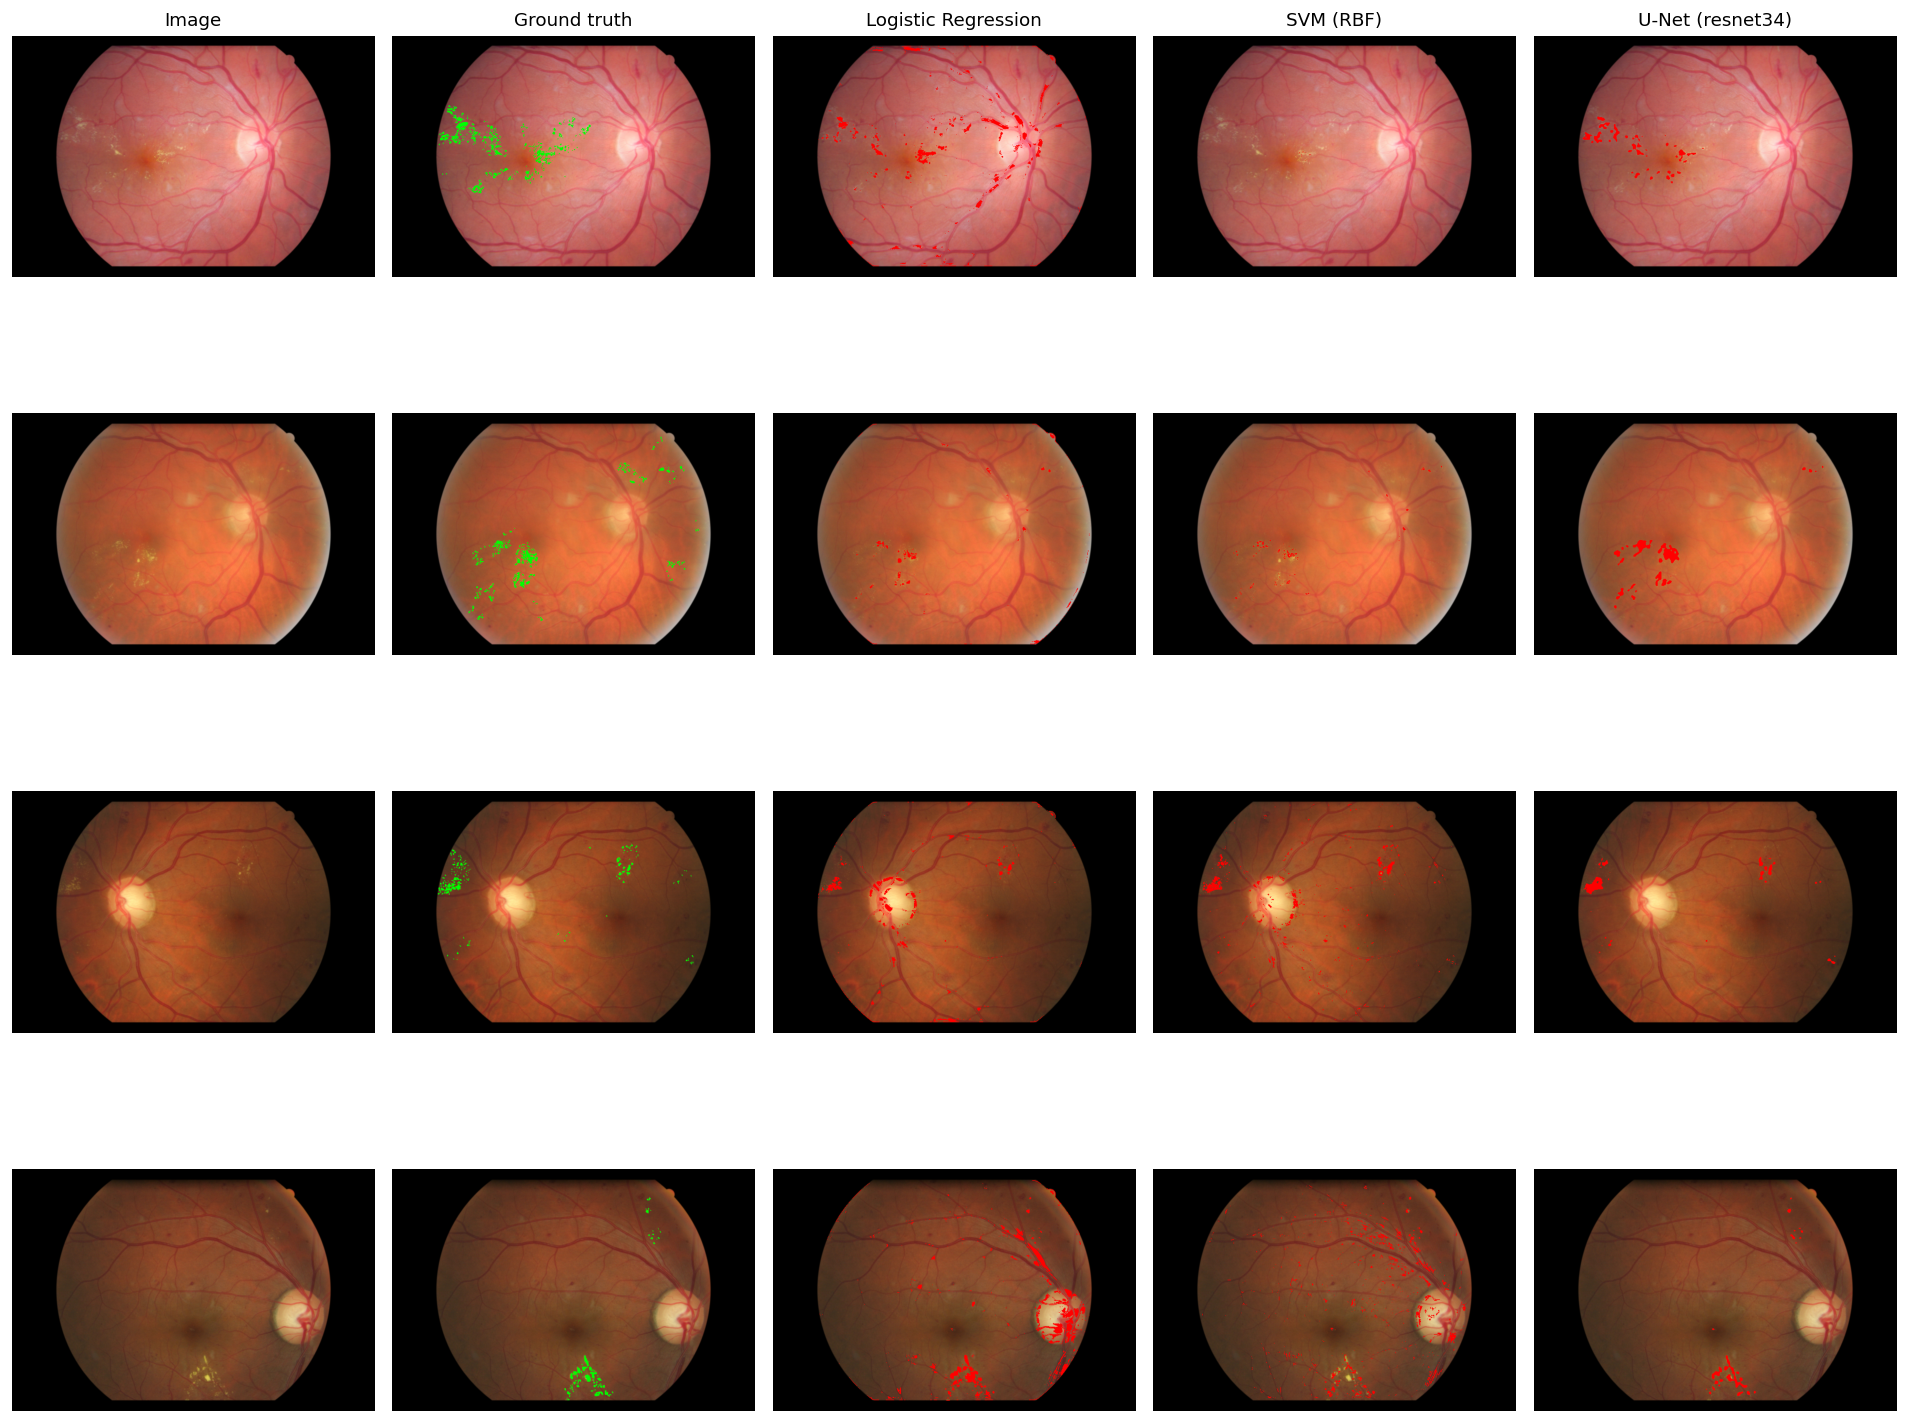 Image
Ground truth
Logistic Regression
SVM (RBF)
U-Net (resnet34)